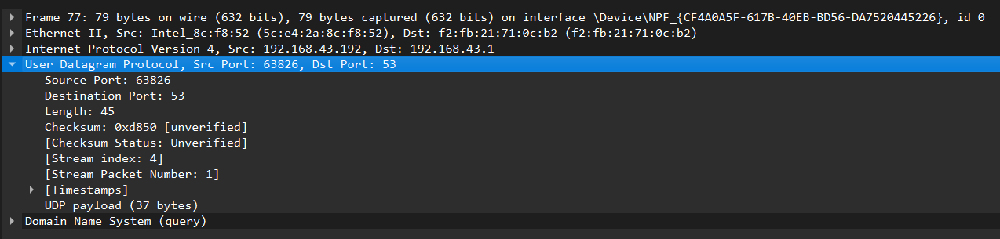 Frame 77: 79 bytes on wire (632 bits), 79 bytes captured (632 bits) on interface \Device\NPF_{CF4A0A5F-617B-40EB-BD56-DA7520445226}, id 0
Ethernet II, Src: Intel_8c:f8:52 (5c:e4:2a:8c:f8:52), Dst: f2:fb:21:71:0c:b2 (f2:fb:21:71:0c:b2)
Internet Protocol Version 4, Src: 192.168.43.192, Dst: 192.168.43.1
User Datagram Protocol, Src Port: 63826, Dst Port: 53
Source Port: 63826
Destination Port: 53
Length: 45
Checksum: 0xd850 [unverified]
[Checksum Status: Unverified]
[Stream index: 4]
[Stream Packet Number: 1]
[Timestamps]
UDP payload (37 bytes)
Domain Name System (query)